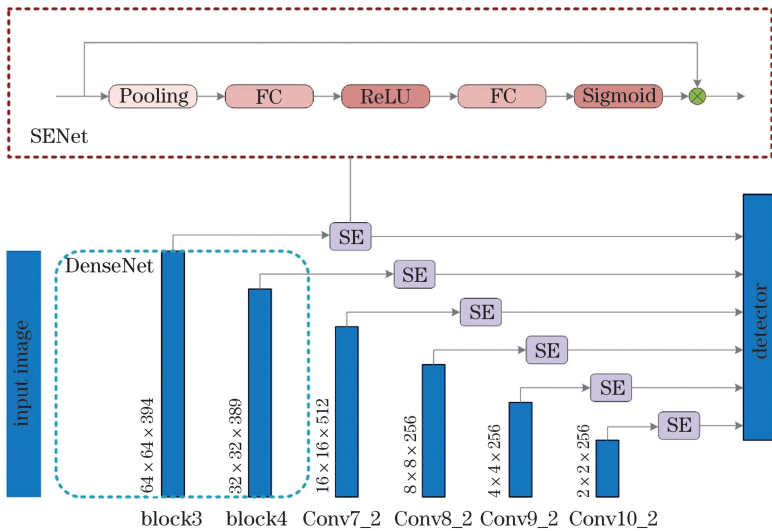 Pooling
FC
ReLU
FC
Sigmoid
SENet
SE
DenseNet
SE
SE
SE
SE
SE
input image
64×64×394
32×32×389
16×16×512
8×8×256
4×4×256
2×2×256
detector
block3
block4
Conv7_2
Conv8_2
Conv9_2
Conv10_2